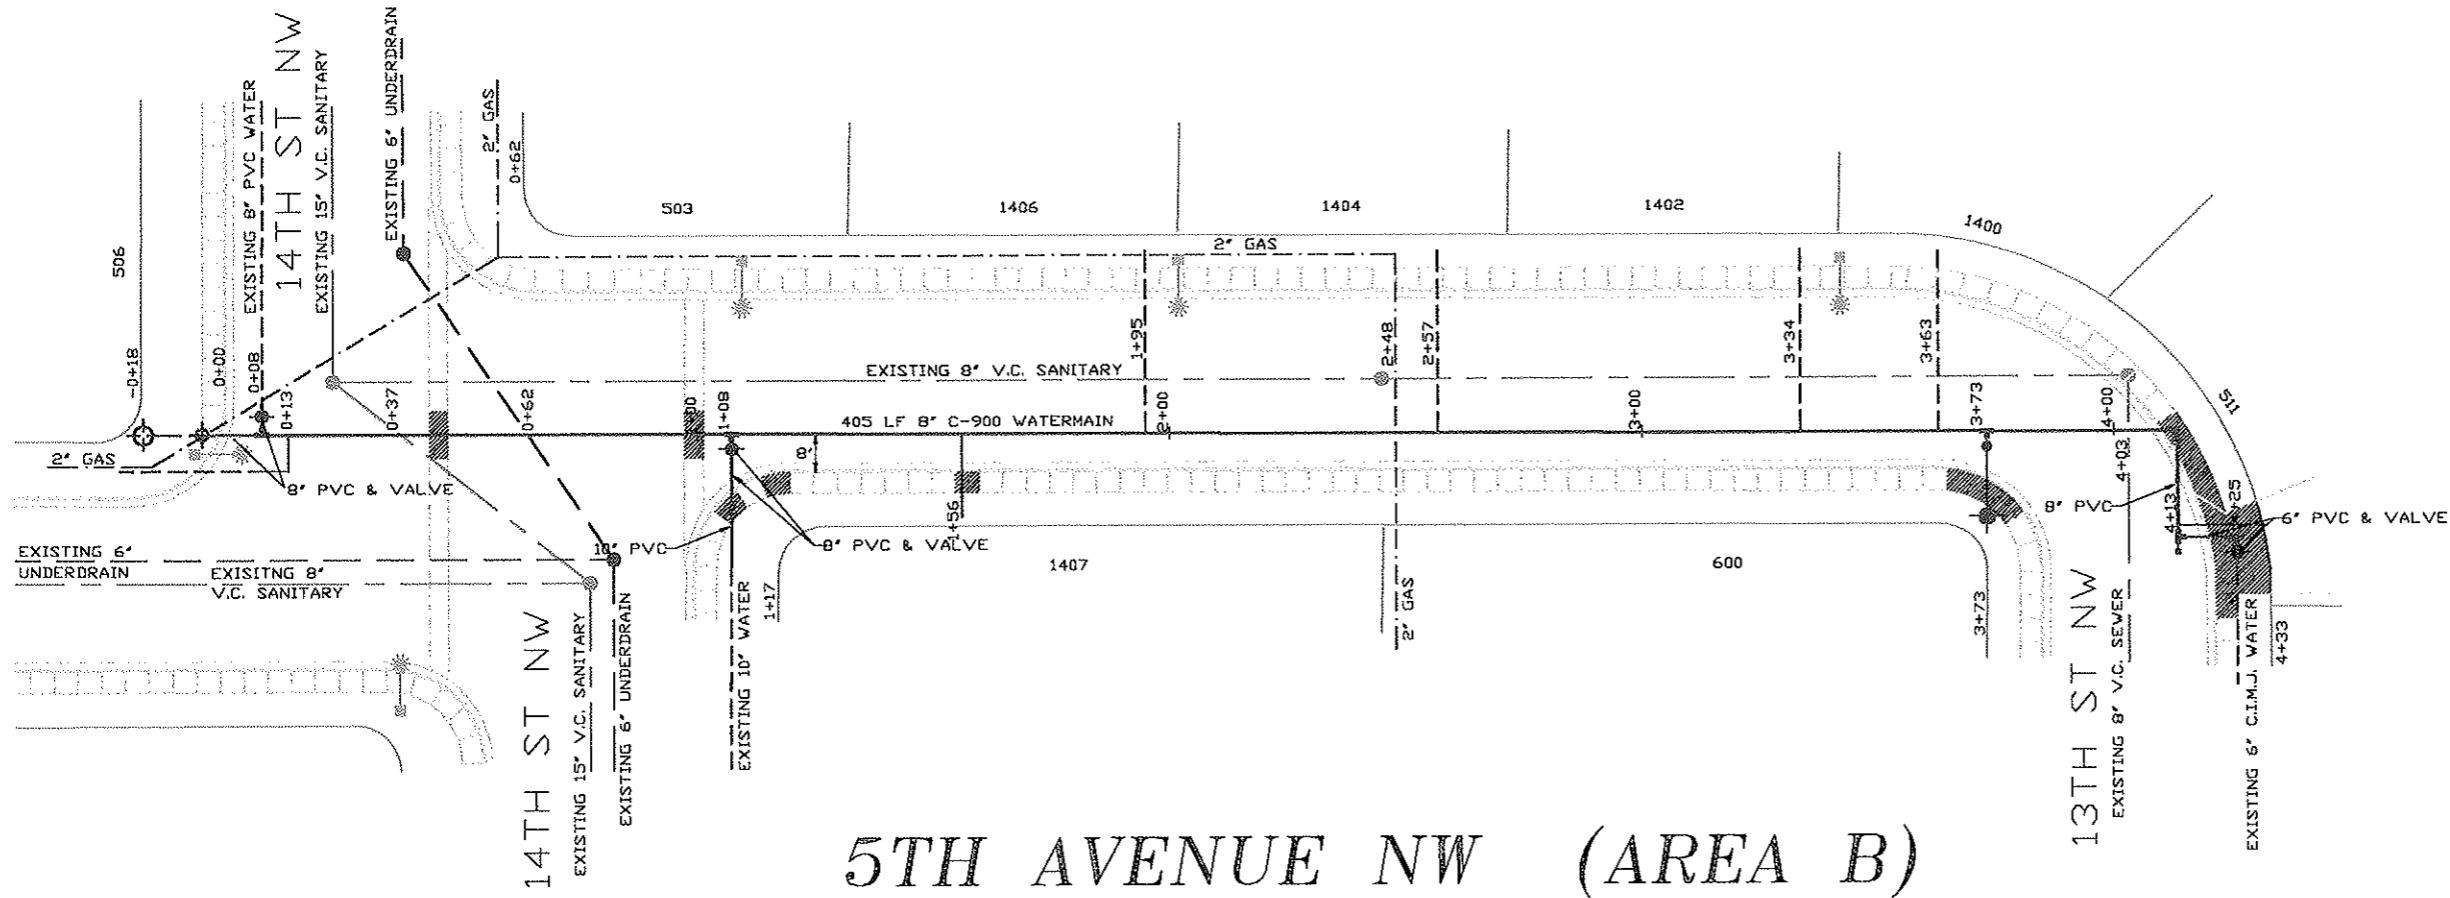 14TH ST NW
EXISTING 8" PVC WATER
EXISTING 15" V.C. SANITARY
EXISTING 6" UNDERDRAIN
2" GAS
0+62
506
503
1406
1404
1402
1400
511
2" GAS
-0+18
0+00
0+08
0+13
0+37
0+62
1+00
1+08
1+95
2+00
2+48
2+57
3+00
3+34
3+63
3+73
4+00
4+03
4+13
EXISTING 8" V.C. SANITARY
405 LF 8" C-900 WATERMAIN
8'
2" GAS
8" PVC & VALVE
8" PVC
6" PVC & VALVE
10" PVC
8" PVC & VALVE
1+56
EXISTING 6"
UNDERDRAIN
EXISITNG 8"
V.C. SANITARY
1407
600
1+17
2" GAS
3+73
4+33
14TH ST NW
EXISTING 15" V.C. SANITARY
EXISTING 6" UNDERDRAIN
EXISTING 10" WATER
13TH ST NW
EXISTING 8" V.C. SEWER
EXISTING 6" C.I.M.J. WATER
5TH AVENUE NW (AREA B)